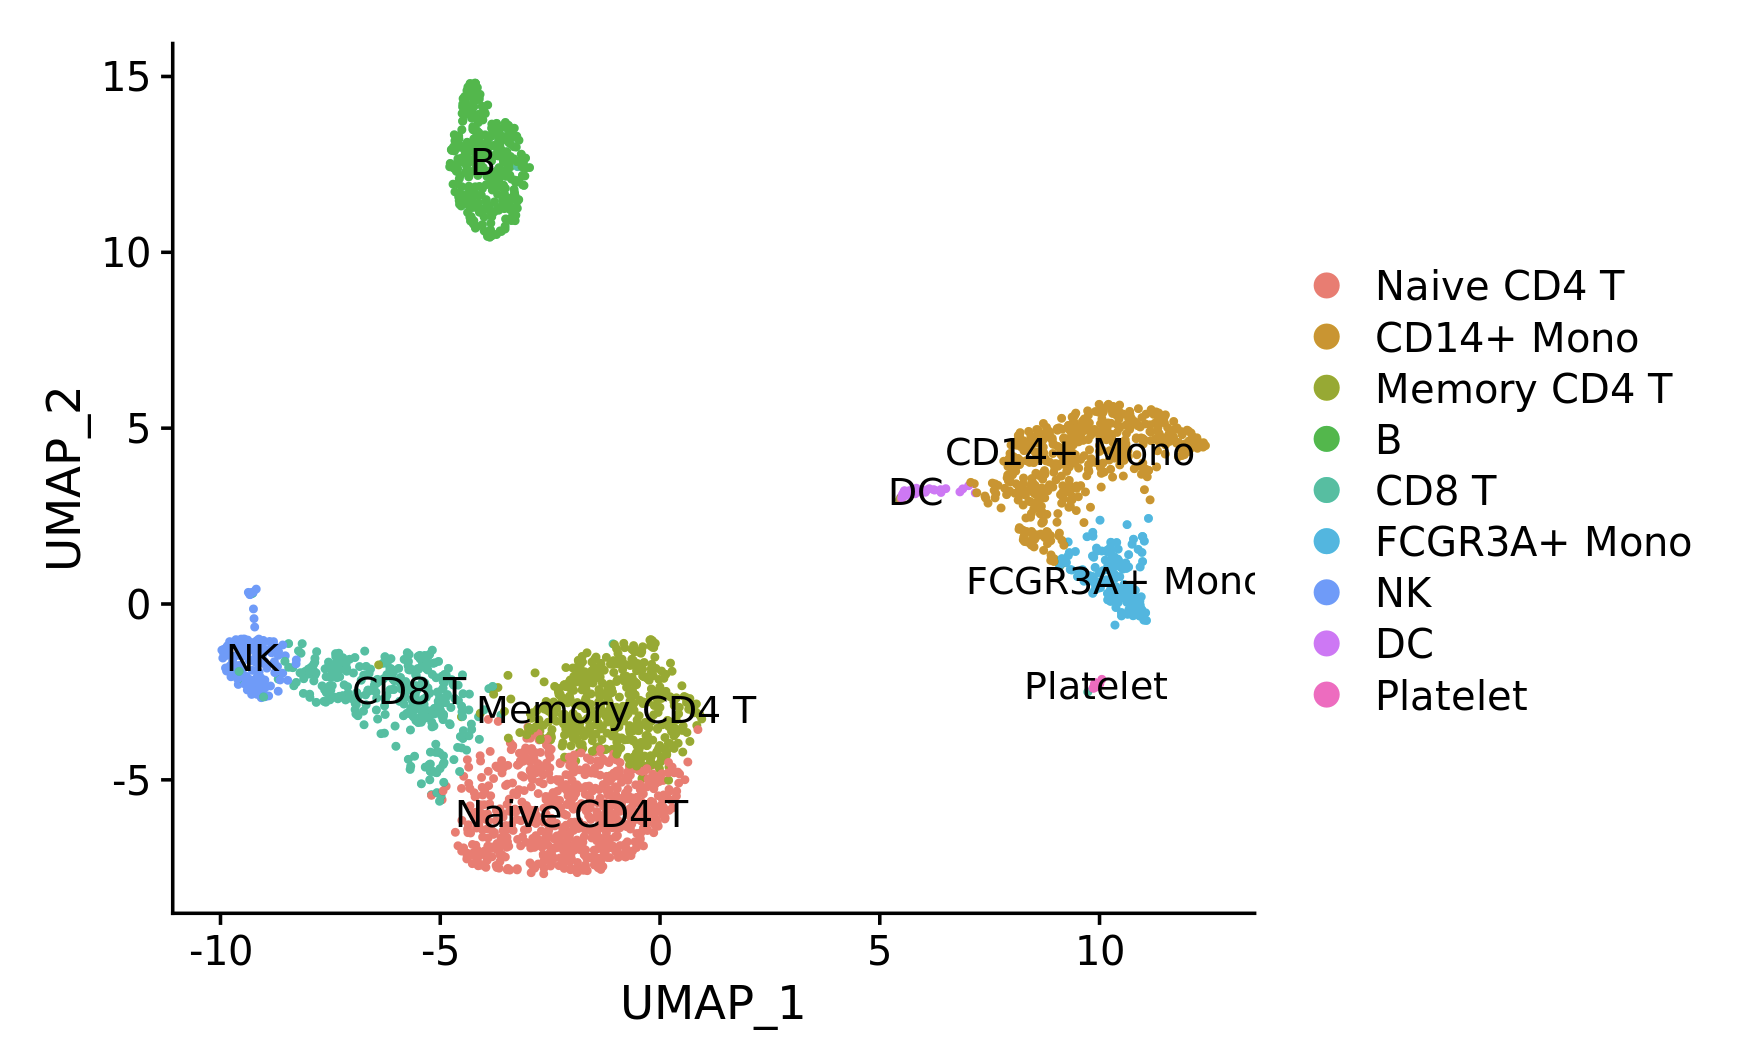 15
10
5
0
-5
UMAP_2
-10
-5
0
5
10
UMAP_1
B
CD14+ Mono
DC
FCGR3A+ Mono
NK
CD8 T
Platelet
Memory CD4 T
Naive CD4 T
Naive CD4 T
CD14+ Mono
Memory CD4 T
B
CD8 T
FCGR3A+ Mono
NK
DC
Platelet